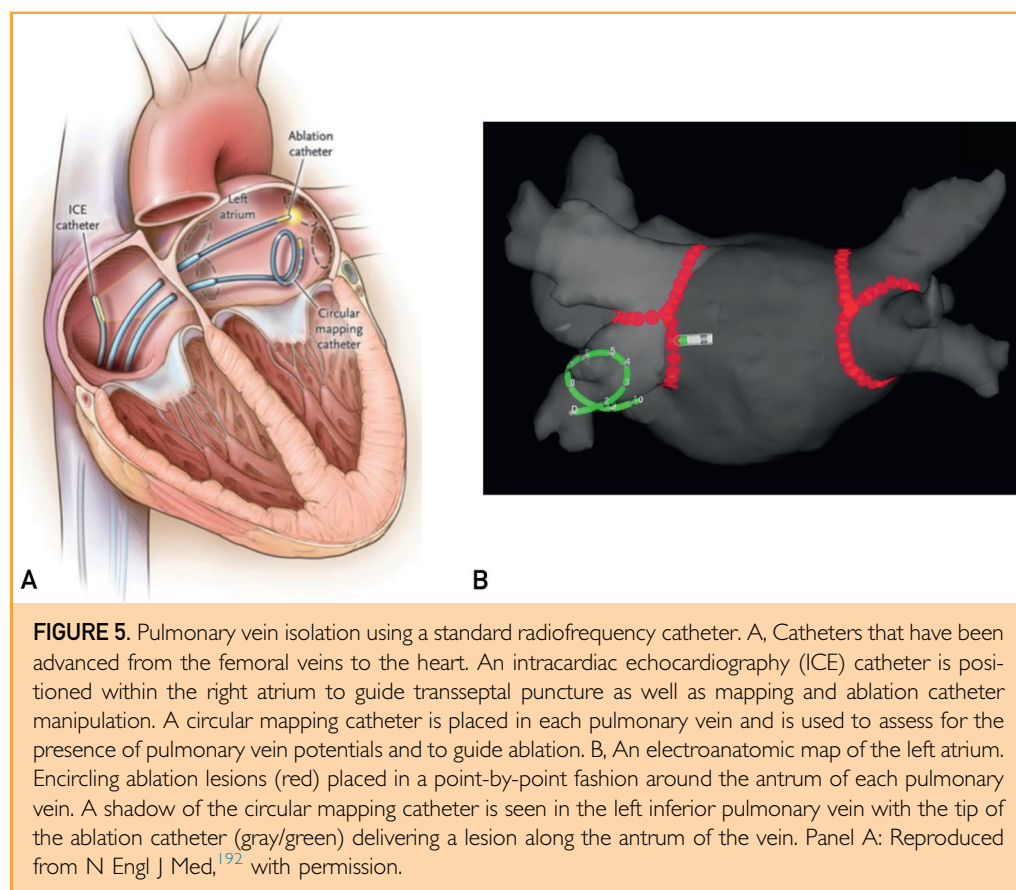 Ablation
catheter
Left
atrium
ICE
catheter
Circular
mapping
catheter
A
5
4
3
2
10
8
D
B
FIGURE 5. Pulmonary vein isolation using a standard radiofrequency catheter. A, Catheters that have been
advanced from the femoral veins to the heart. An intracardiac echocardiography (ICE) catheter is posi-
tioned within the right atrium to guide transseptal puncture as well as mapping and ablation catheter
manipulation. A circular mapping catheter is placed in each pulmonary vein and is used to assess for the
presence of pulmonary vein potentials and to guide ablation. B, An electroanatomic map of the left atrium.
Encircling ablation lesions (red) placed in a point-by-point fashion around the antrum of each pulmonary
vein. A shadow of the circular mapping catheter is seen in the left inferior pulmonary vein with the tip of
the ablation catheter (gray/green) delivering a lesion along the antrum of the vein. Panel A: Reproduced
from N Engl J Med,192 with permission.